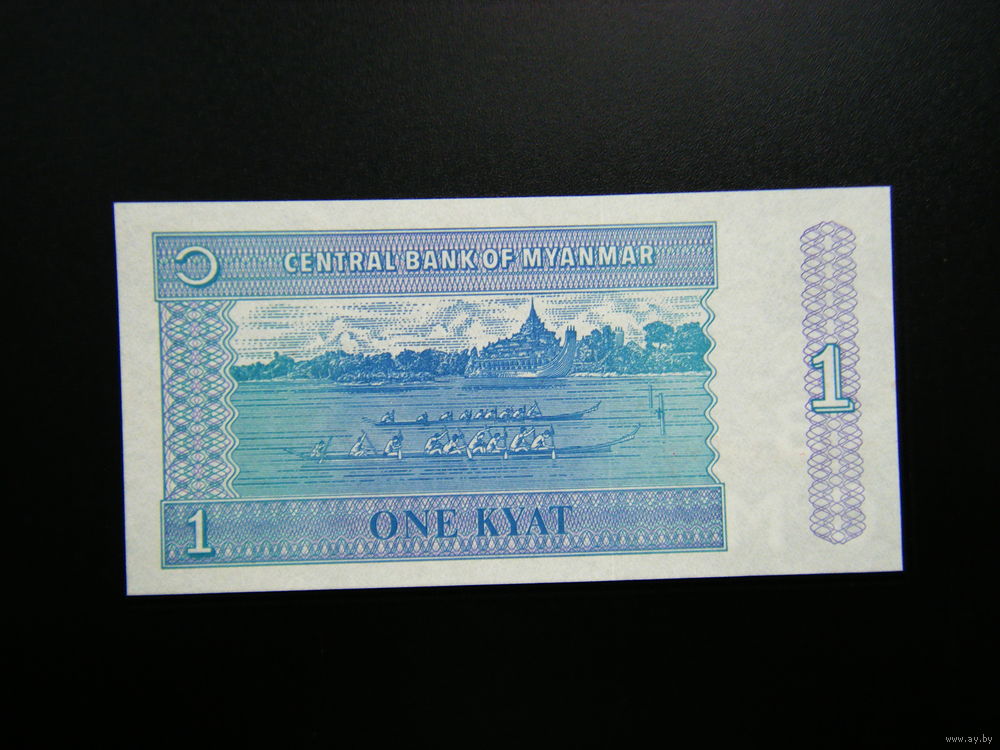 ၁ CENTRAL BANK OF MYANMAR
1
1 ONE KYAT
www.ay.by